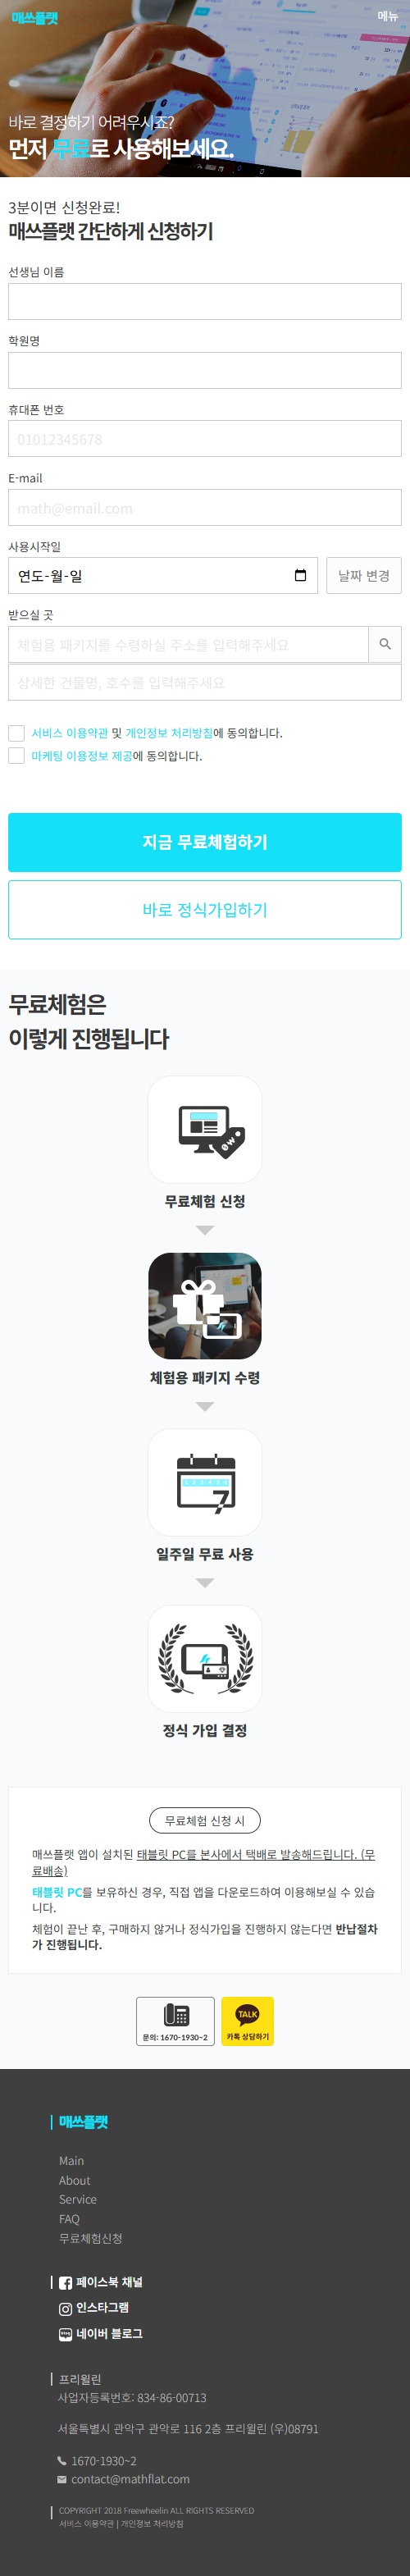 매쓰플랫
메뉴
바로 결정하기 어려우시죠?
먼저 무료로 사용해보세요.
3분이면 신청완료!
매쓰플랫 간단하게 신청하기
선생님 이름
학원명
휴대폰 번호
01012345678
E-mail
math@email.com
사용시작일
연도-월-일
날짜 변경
받으실 곳
체험용 패키지를 수령하실 주소를 입력해주세요
상세한 건물명, 호수를 입력해주세요
서비스 이용약관 및 개인정보 처리방침에 동의합니다.
마케팅 이용정보 제공에 동의합니다.
지금 무료체험하기
바로 정식가입하기
무료체험은
이렇게 진행됩니다
0₩
무료체험 신청
체험용 패키지 수령
1 2 3 4 5 6
7
일주일 무료 사용
정식 가입 결정
무료체험 신청 시
매쓰플랫 앱이 설치된 태블릿 PC를 본사에서 택배로 발송해드립니다. (무
료배송)
태블릿 PC를 보유하신 경우, 직접 앱을 다운로드하여 이용해보실 수 있습
니다.
체험이 끝난 후, 구매하지 않거나 정식가입을 진행하지 않는다면 반납절차
가 진행됩니다.
문의: 1670-1930~2
TALK
카톡 상담하기
매쓰플랫
Main
About
Service
FAQ
무료체험신청
페이스북 채널
인스타그램
blog
네이버 블로그
프리윌린
사업자등록번호: 834-86-00713
서울특별시 관악구 관악로 116 2층 프리윌린 (우)08791
1670-1930~2
contact@mathflat.com
COPYRIGHT 2018 Freewheelin ALL RIGHTS RESERVED
서비스 이용약관 | 개인정보 처리방침